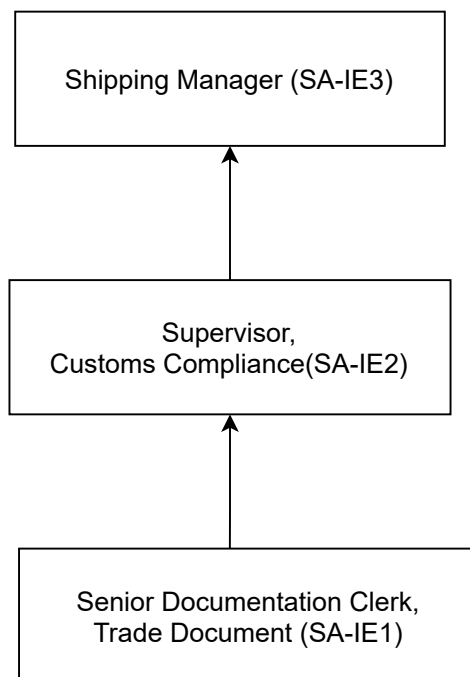 Shipping Manager (SA-IE3)
Supervisor,
Customs Compliance(SA-IE2)
Senior Documentation Clerk,
Trade Document (SA-IE1)